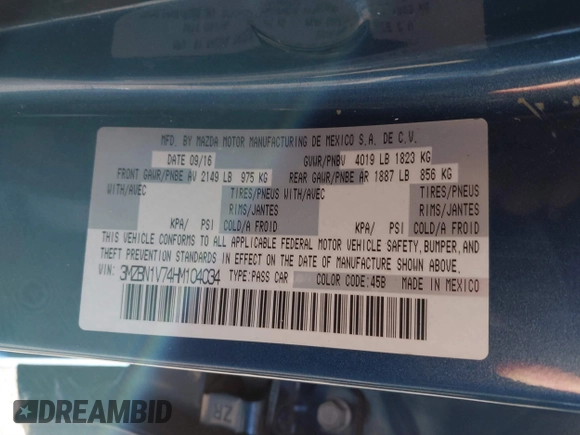 MFD. BY MAZDA MOTOR MANUFACTURING DE MEXICO S.A. DE C.V.
DATE 09/16 GVWR/PNBV 4019 LB 1823 KG
FRONT GAWR/PNBE AV 2149 LB 975 KG REAR GAWR/PNBE AR 1887 LB 856 KG
WITH/AVEC TIRES/PNEUS WITH/AVEC TIRES/PNEUS
RIMS/JANTES RIMS/JANTES
KPA/ PSI COLD/A FROID KPA/ PSI COLD/A FROID
THIS VEHICLE CONFORMS TO ALL APPLICABLE FEDERAL MOTOR VEHICLE SAFETY, BUMPER, AND
THEFT PREVENTION STANDARDS IN EFFECT ON THE DATE OF MANUFACTURE SHOWN ABOVE.
VIN: 3MZBN1V74HM104034 TYPE:PASS CAR COLOR CODE:45B MADE IN MEXICO
ZR
DREAMBID